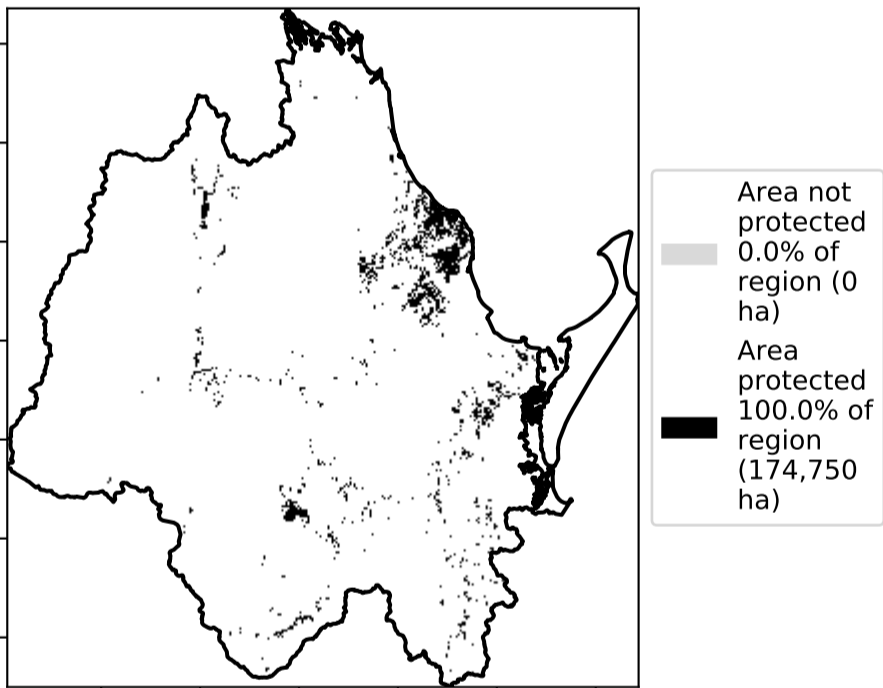 Area not
protected
0.0% of
region (0
ha)
Area
protected
100.0% of
region
(174,750
ha)